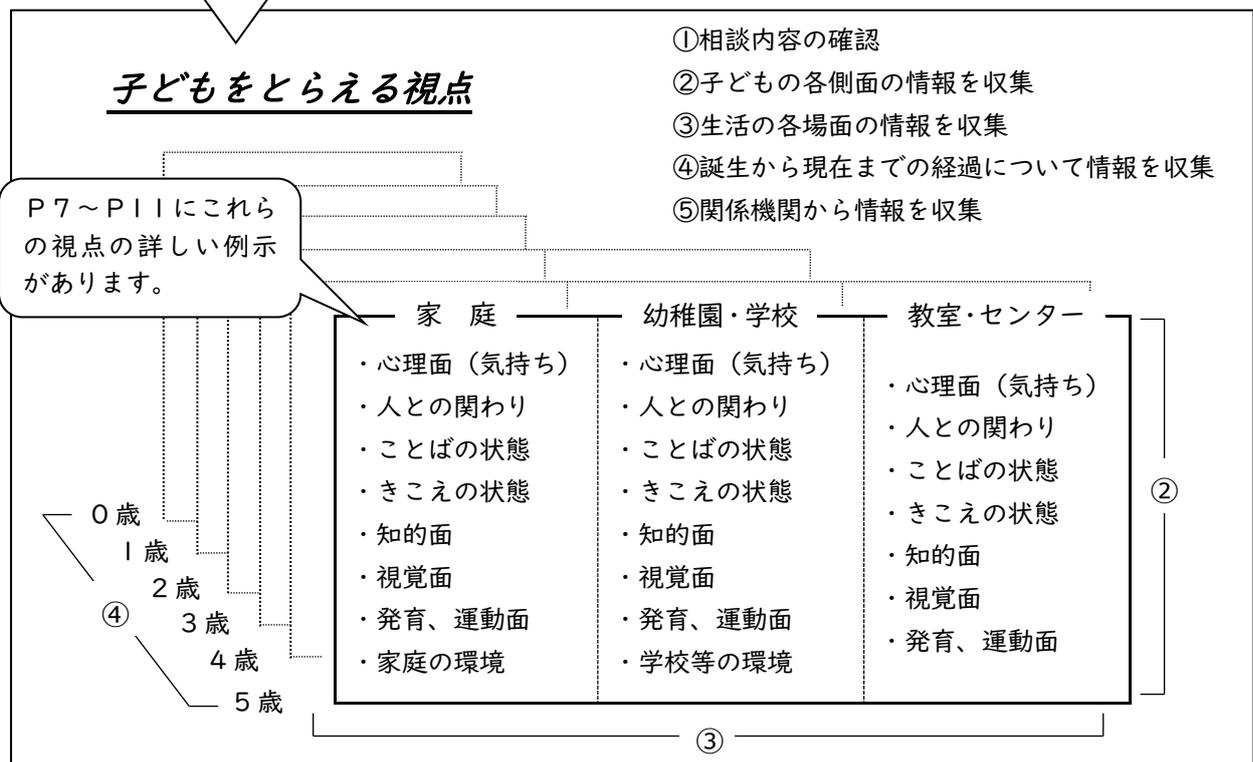 子どもをとらえる視点
①相談内容の確認
②子どもの各側面の情報を収集
③生活の各場面の情報を収集
④誕生から現在までの経過について情報を収集
⑤関係機関から情報を収集
Ｐ７～Ｐ１１にこれら
の視点の詳しい例示
があります。
家　庭
・心理面（気持ち）
・人との関わり
・ことばの状態
・きこえの状態
・知的面
・視覚面
・発育、運動面
・家庭の環境
幼稚園・学校
・心理面（気持ち）
・人との関わり
・ことばの状態
・きこえの状態
・知的面
・視覚面
・発育、運動面
・学校等の環境
教室・センター
・心理面（気持ち）
・人との関わり
・ことばの状態
・きこえの状態
・知的面
・視覚面
・発育、運動面
②
０歳
１歳
２歳
④
３歳
４歳
５歳
③